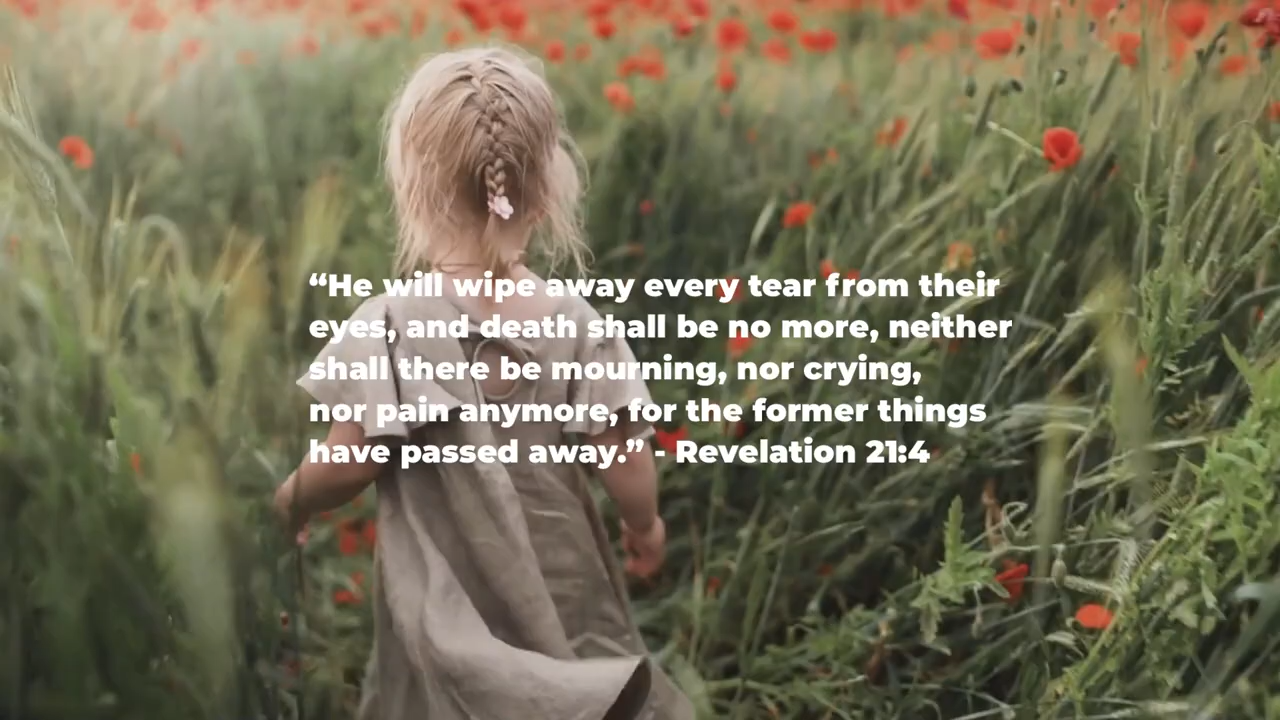 “He will wipe away every tear from their
eyes, and death shall be no more, neither
shall there be mourning, nor crying,
nor pain anymore, for the former things
have passed away.” - Revelation 21:4